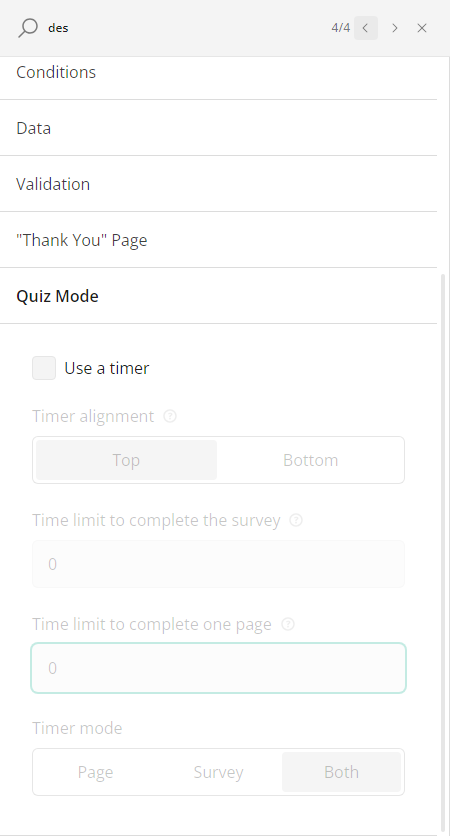 des 4/4
Conditions
Data
Validation
"Thank You" Page
Quiz Mode
Use a timer
Timer alignment ?
Top Bottom
Time limit to complete the survey ?
0
Time limit to complete one page ?
0
Timer mode
Page Survey Both